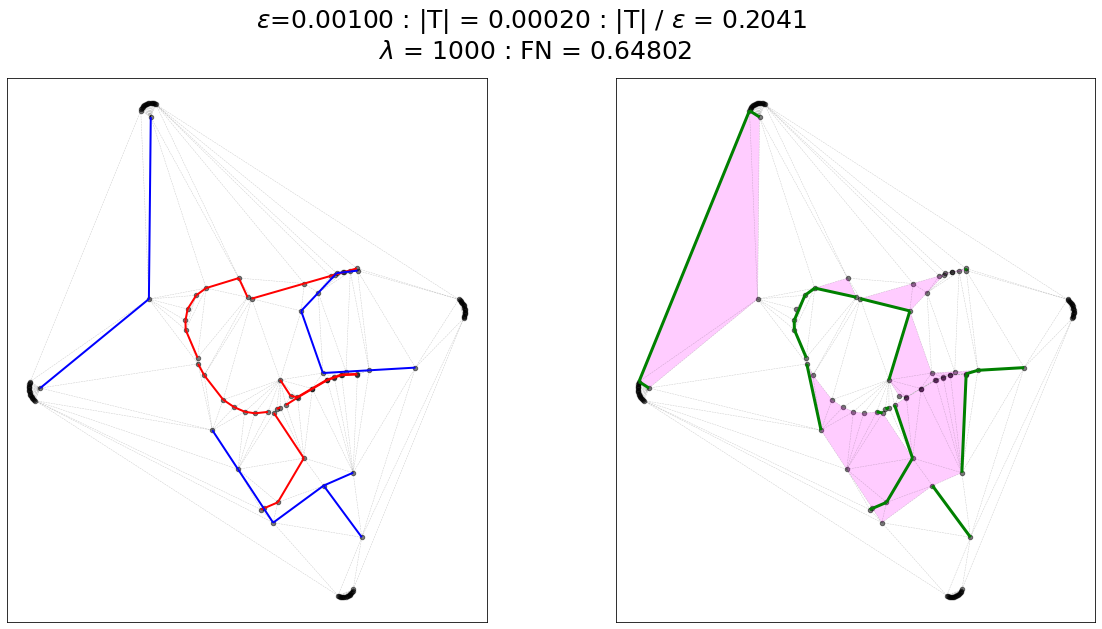 ε=0.00100 : |T| = 0.00020 : |T| / ε = 0.2041
λ = 1000 : FN = 0.64802